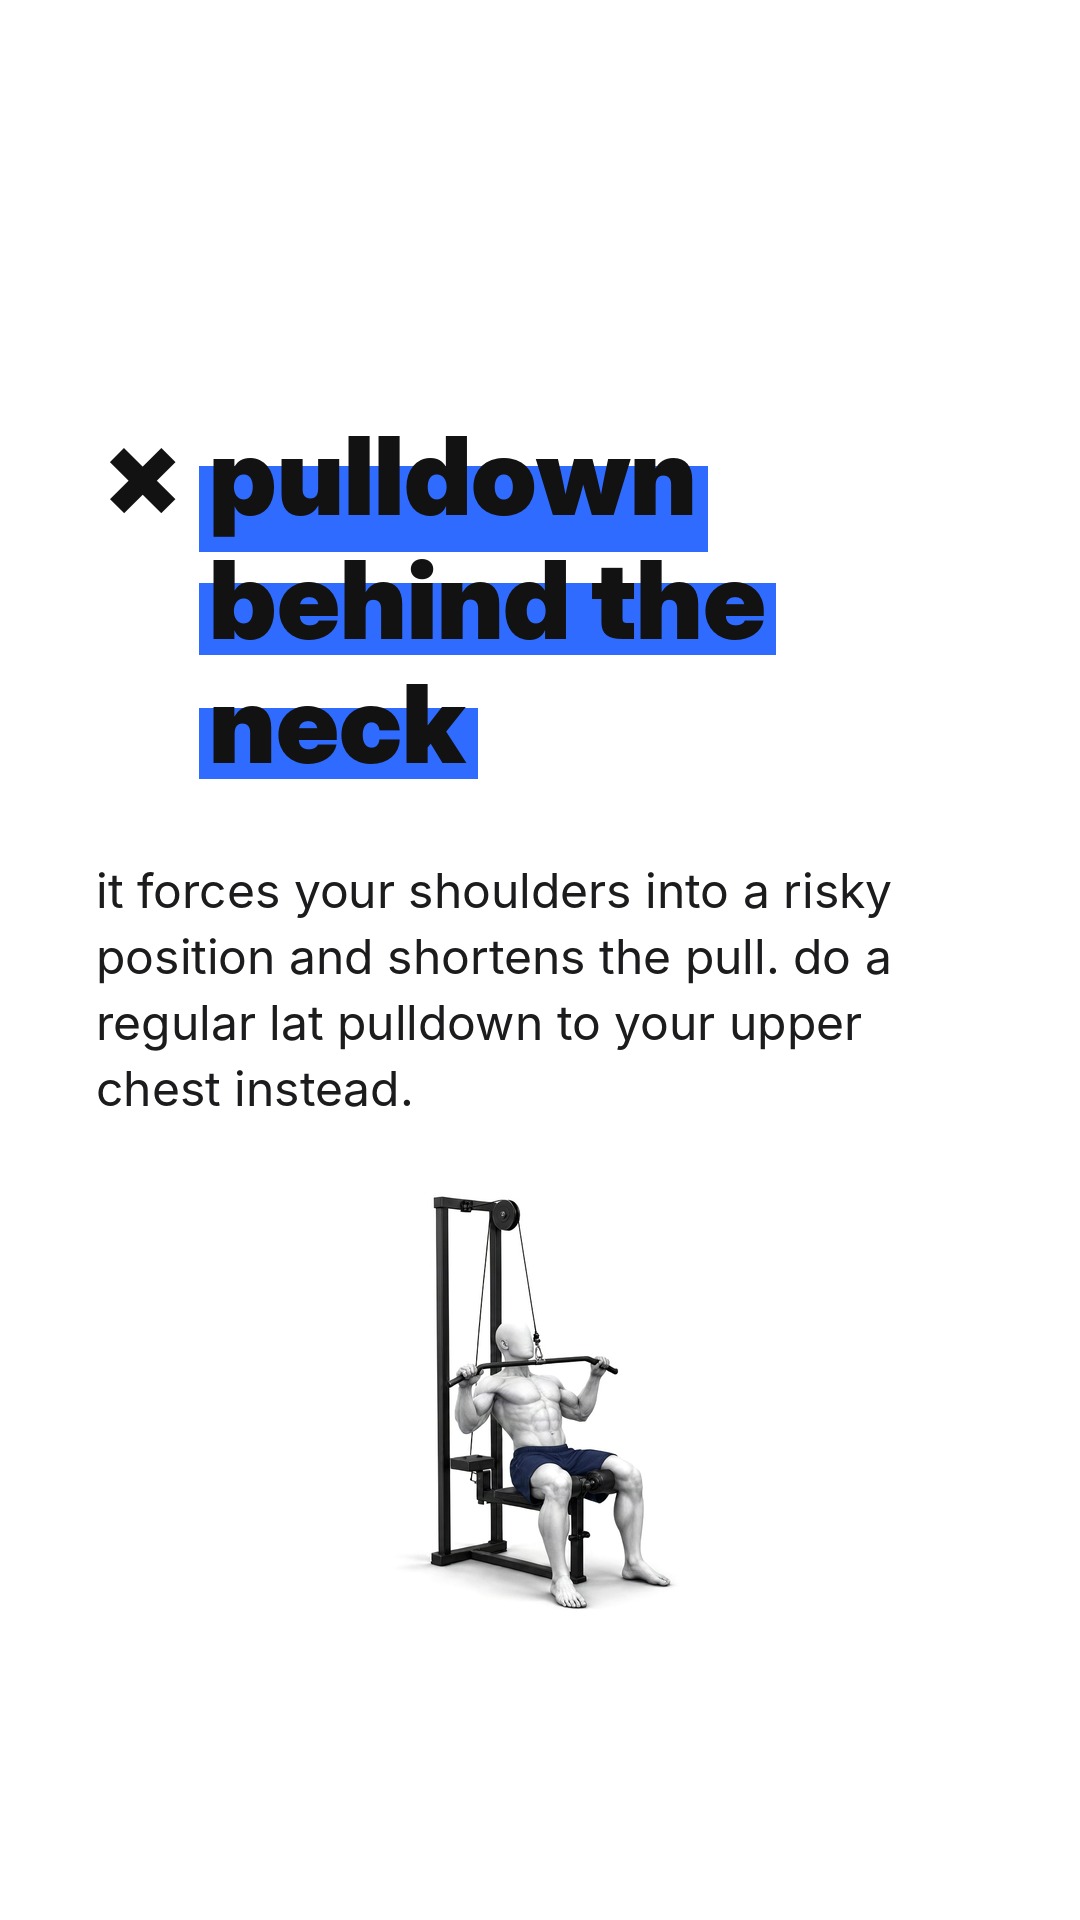 ✖ pulldown
behind the
neck
it forces your shoulders into a risky
position and shortens the pull. do a
regular lat pulldown to your upper
chest instead.